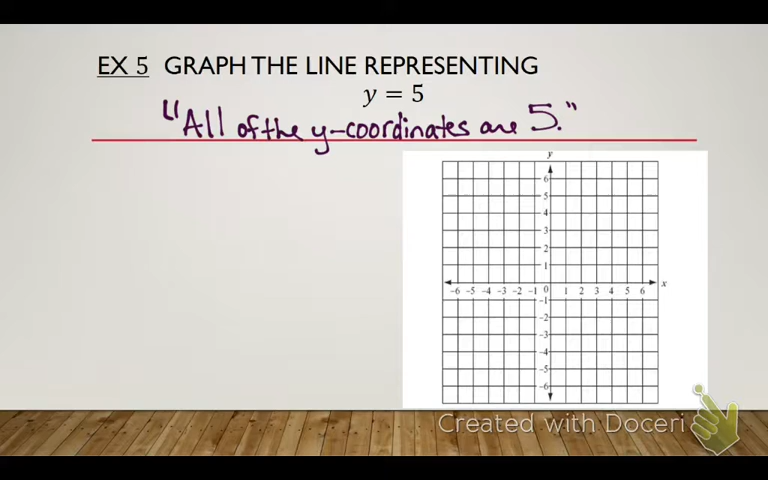 EX 5 GRAPH THE LINE REPRESENTING
y = 5
"All of the y-coordinates are 5."
y
6
5
4
3
2
1
-6 -5 -4 -3 -2 -1 0 1 2 3 4 5 6 x
-1
-2
-3
-4
-5
-6
Created with Doceri